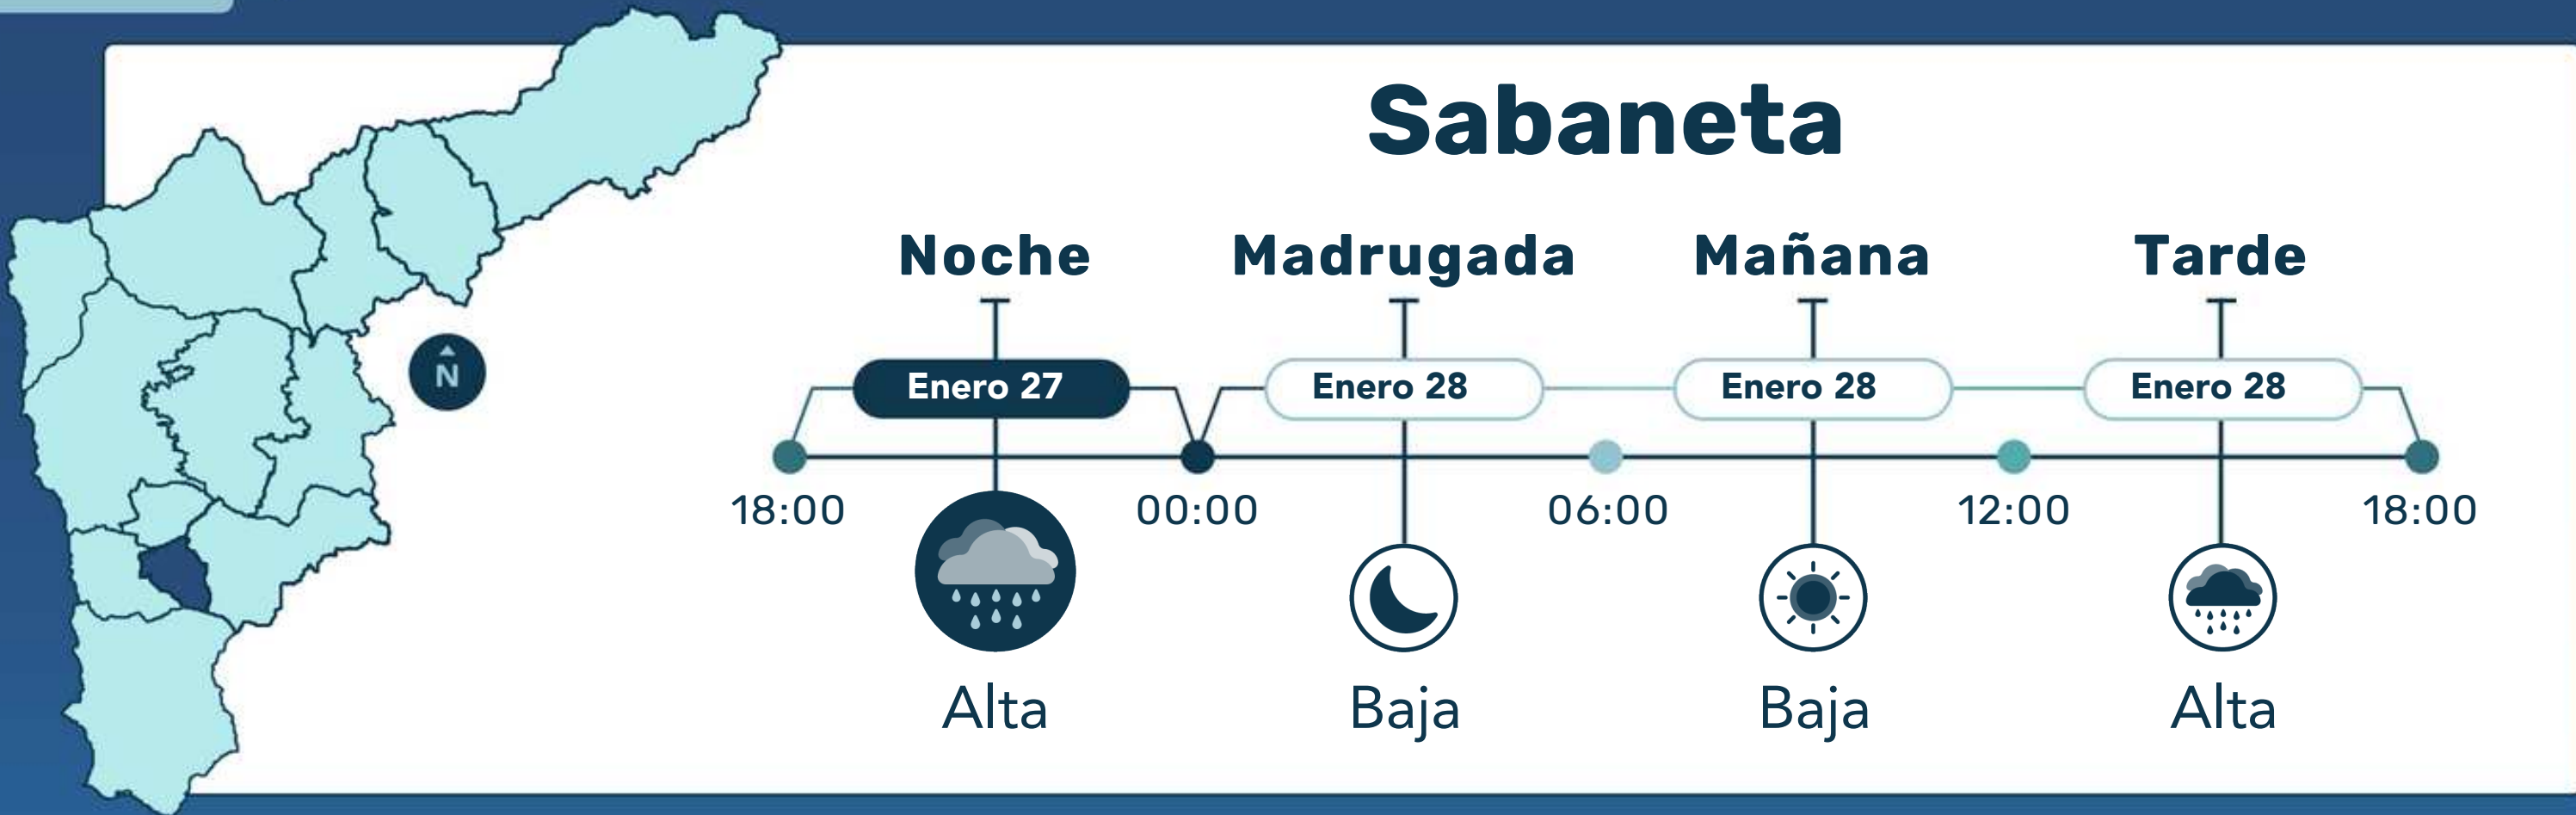 Sabaneta
Noche Madrugada Mañana Tarde
Enero 27 Enero 28 Enero 28 Enero 28
N
18:00 00:00 06:00 12:00 18:00
Alta Baja Baja Alta